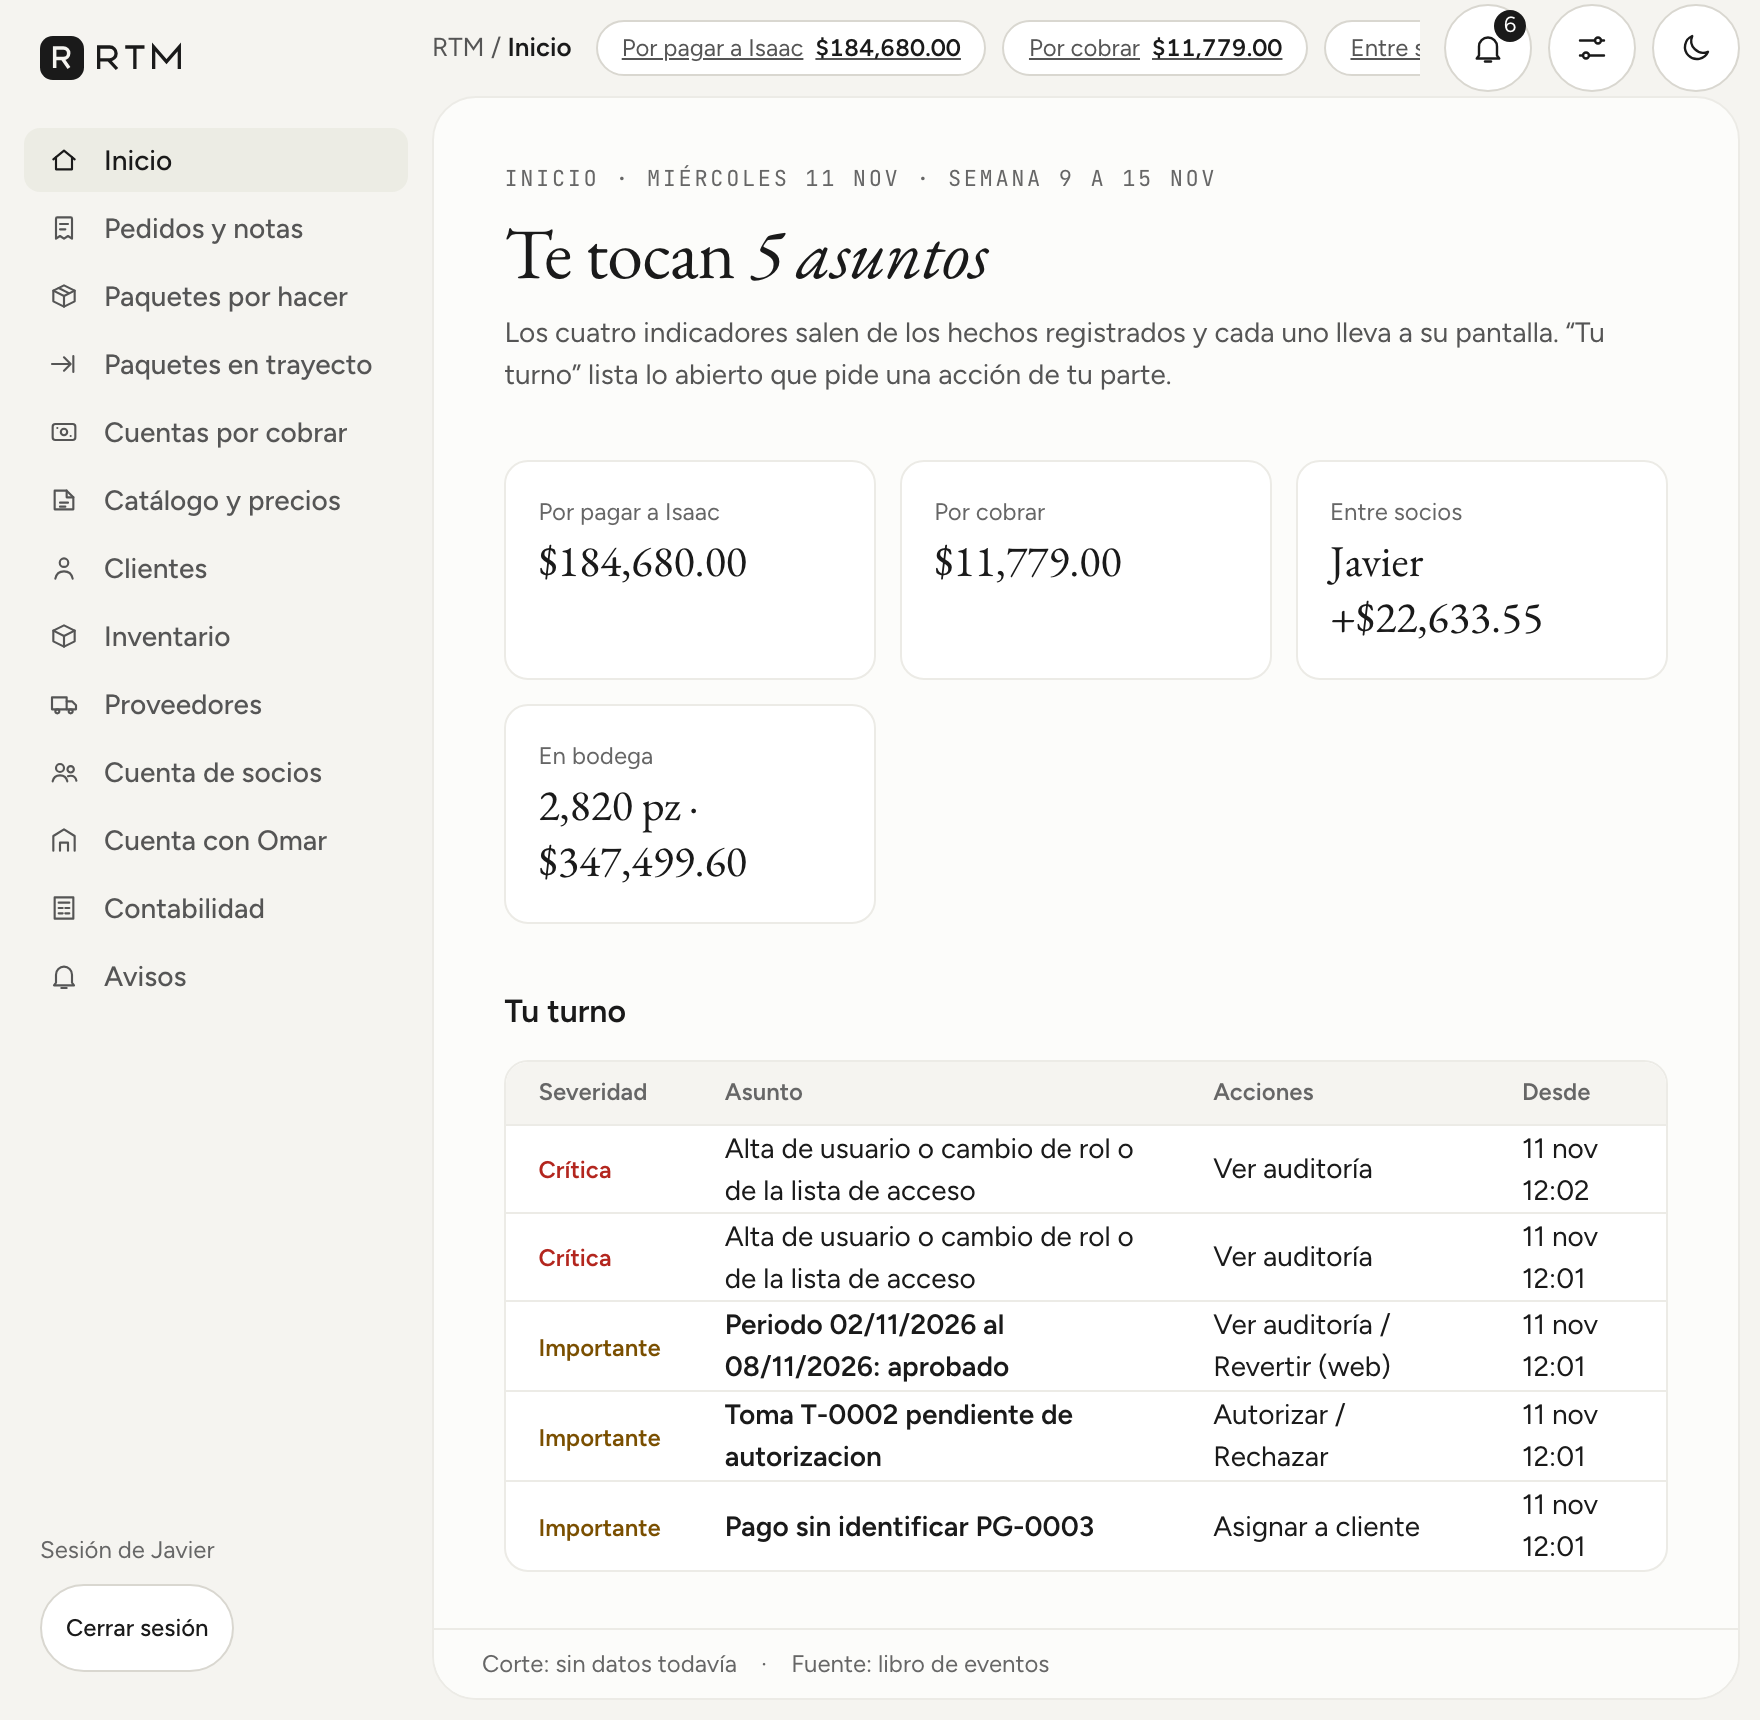 R RTM
RTM / Inicio
Por pagar a Isaac $184,680.00
Por cobrar $11,779.00
Entre s
6
Inicio
Pedidos y notas
Paquetes por hacer
Paquetes en trayecto
Cuentas por cobrar
Catálogo y precios
Clientes
Inventario
Proveedores
Cuenta de socios
Cuenta con Omar
Contabilidad
Avisos
Sesión de Javier
Cerrar sesión
INICIO · MIÉRCOLES 11 NOV · SEMANA 9 A 15 NOV
Te tocan 5 asuntos
Los cuatro indicadores salen de los hechos registrados y cada uno lleva a su pantalla. “Tu
turno” lista lo abierto que pide una acción de tu parte.
Por pagar a Isaac
$184,680.00
Por cobrar
$11,779.00
Entre socios
Javier
+$22,633.55
En bodega
2,820 pz ·
$347,499.60
Tu turno
Severidad Asunto Acciones Desde
Crítica
Alta de usuario o cambio de rol o
de la lista de acceso
Ver auditoría
11 nov
12:02
Crítica
Alta de usuario o cambio de rol o
de la lista de acceso
Ver auditoría
11 nov
12:01
Importante
Periodo 02/11/2026 al
08/11/2026: aprobado
Ver auditoría /
Revertir (web)
11 nov
12:01
Importante
Toma T-0002 pendiente de
autorizacion
Autorizar /
Rechazar
11 nov
12:01
Importante
Pago sin identificar PG-0003
Asignar a cliente
11 nov
12:01
Corte: sin datos todavía · Fuente: libro de eventos